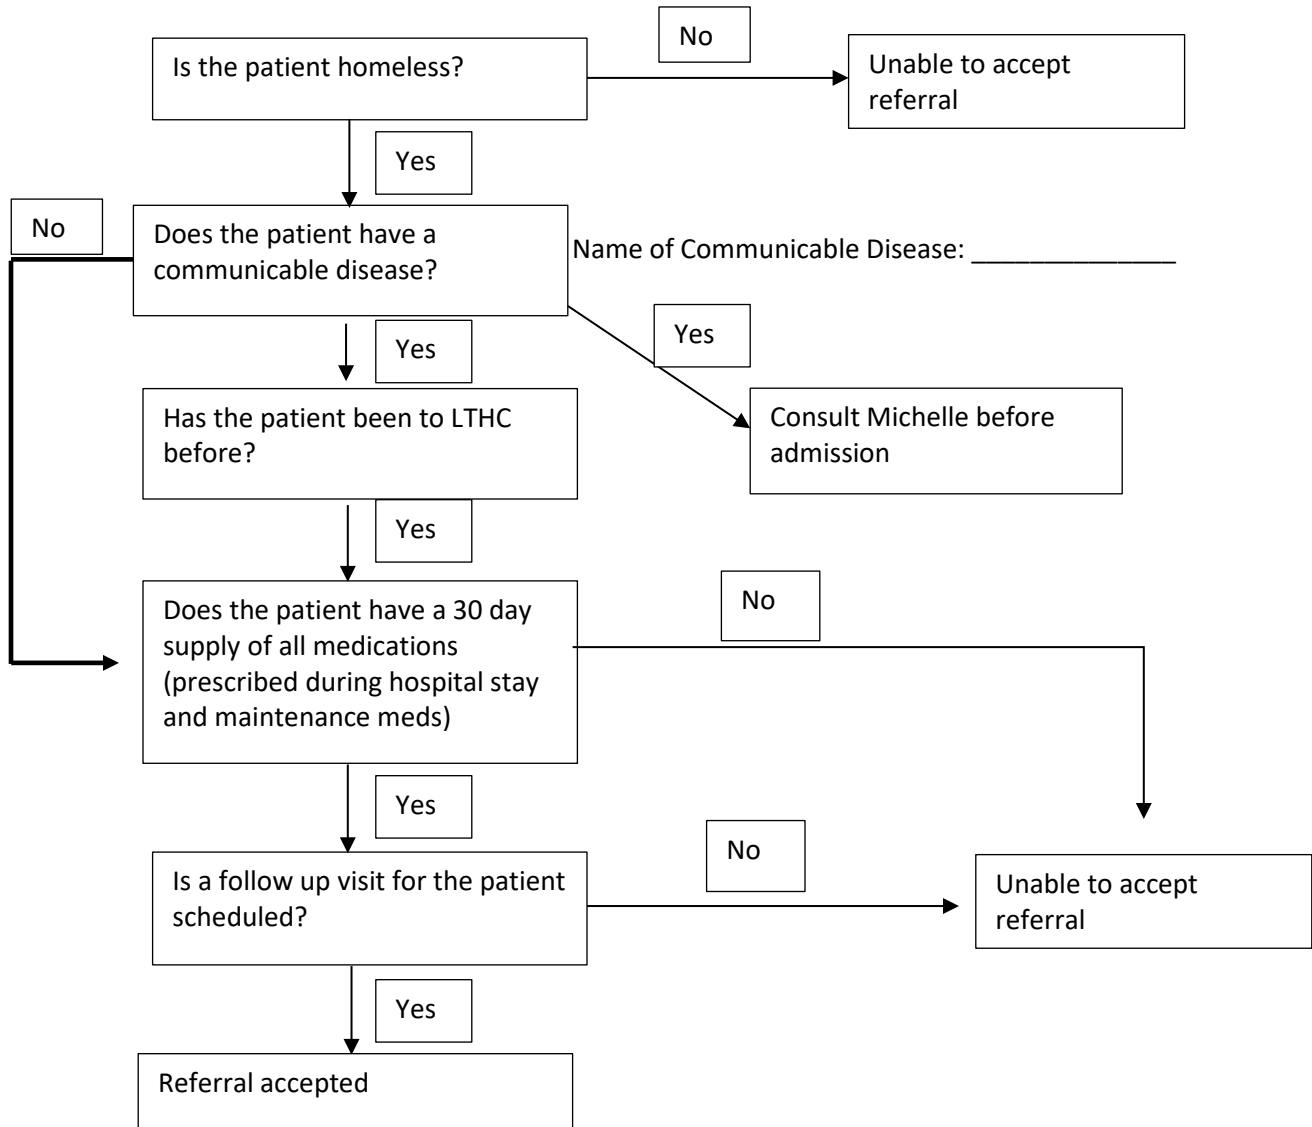 No
Is the patient homeless?
Unable to accept
referral
Yes
No
Does the patient have a
communicable disease?
Name of Communicable Disease: ______________
Yes
Yes
Has the patient been to LTHC
before?
Consult Michelle before
admission
Yes
Does the patient have a 30 day
supply of all medications
(prescribed during hospital stay
and maintenance meds)
No
Yes
No
Is a follow up visit for the patient
scheduled?
Unable to accept
referral
Yes
Referral accepted